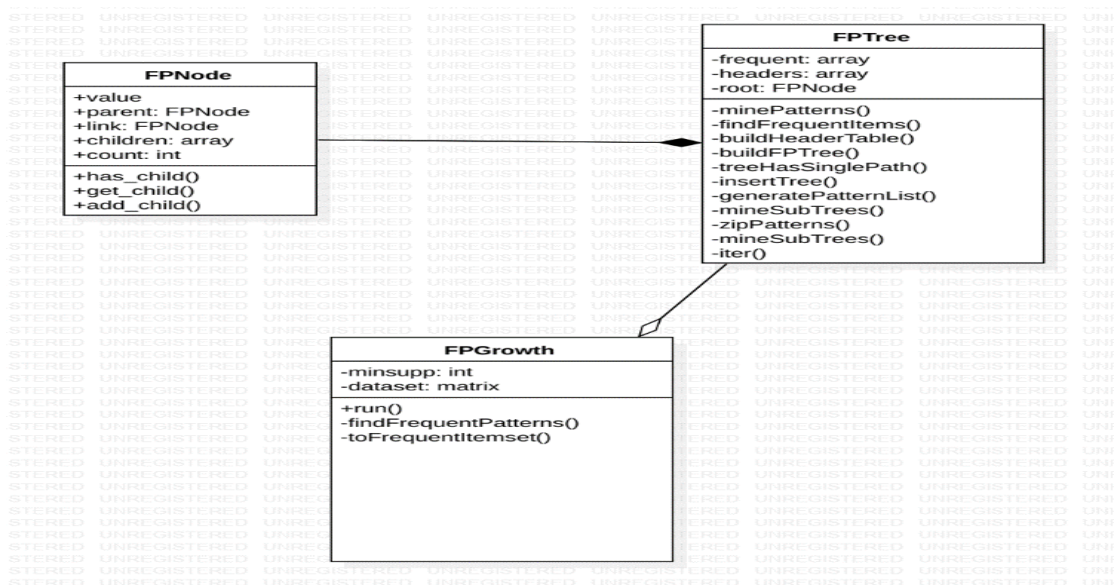 FPNode
+value
+parent: FPNode
+link: FPNode
+children: array
+count: int
+has_child()
+get_child()
+add_child()
FPTree
-frequent: array
-headers: array
-root: FPNode
-minePatterns()
-findFrequentItems()
-buildHeaderTable()
-buildFPTree()
-treeHasSinglePath()
-insertTree()
-generatePatternList()
-mineSubTrees()
-zipPatterns()
-mineSubTrees()
-iter()
FPGrowth
-minsupp: int
-dataset: matrix
+run()
-findFrequentPatterns()
-toFrequentItemset()